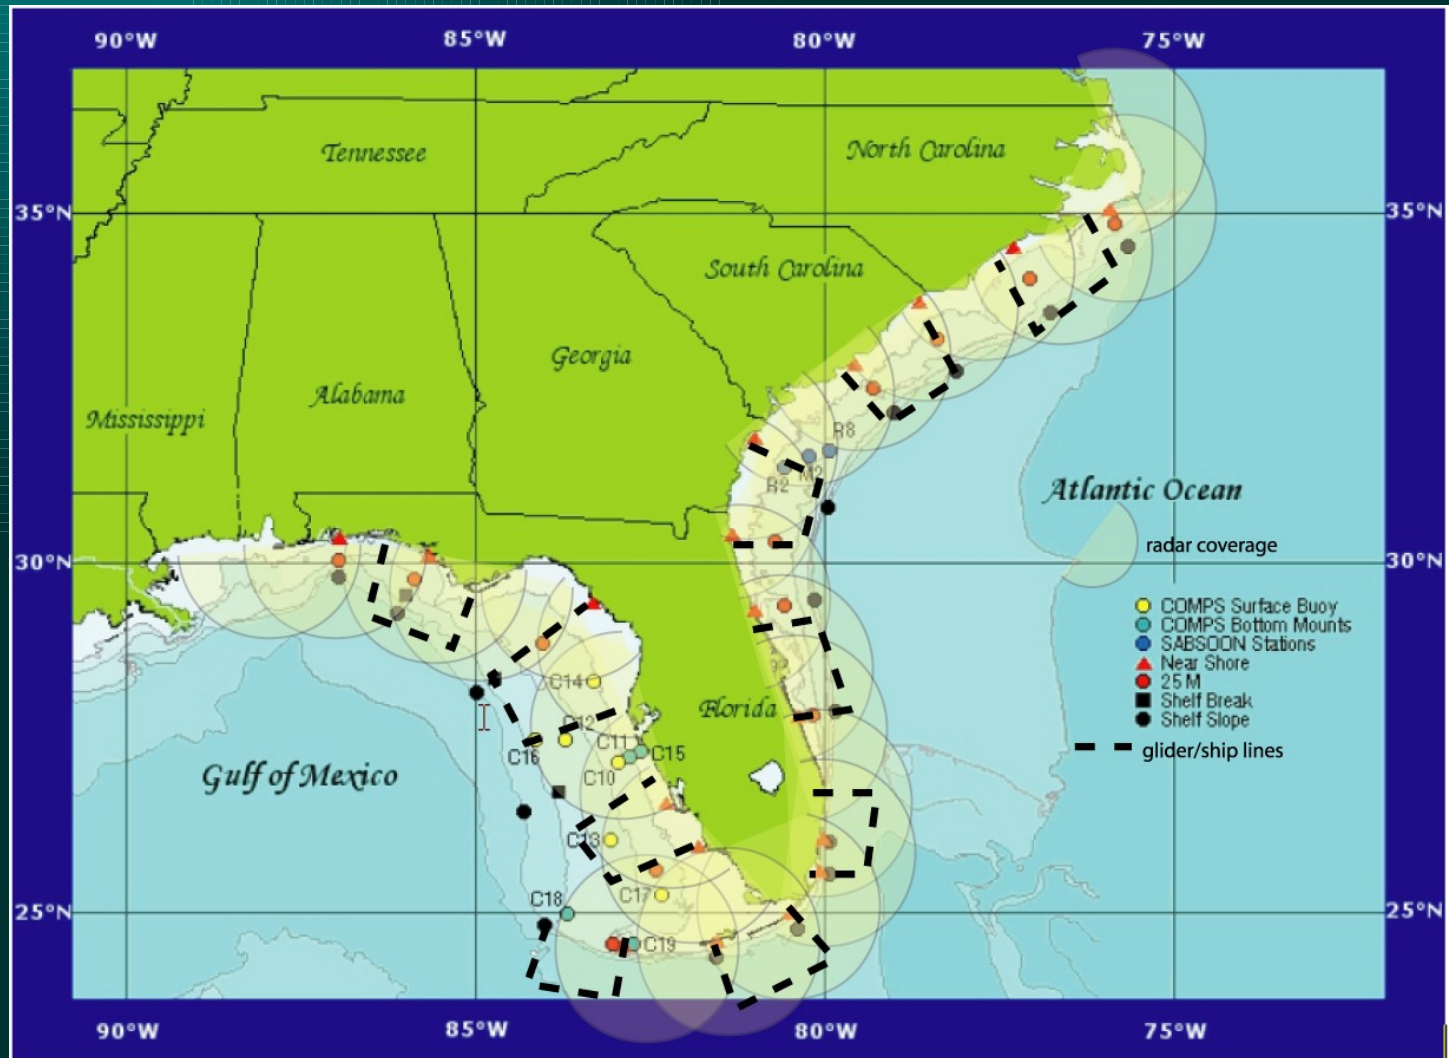 90°W 85°W 80°W 75°W
Tennessee
North Carolina
35°N 35°N
South Carolina
Georgia
Alabama
Mississippi
R8
M2
R2
Atlantic Ocean
radar coverage
30°N 30°N
COMPS Surface Buoy
COMPS Bottom Mounts
SABSOON Stations
Near Shore
25 M
Shelf Break
Shelf Slope
glider/ship lines
C14
Florida
C12
C11
C15
C16
C10
Gulf of Mexico
C13
C17
C18
25°N 25°N
C19
90°W 85°W 80°W 75°W